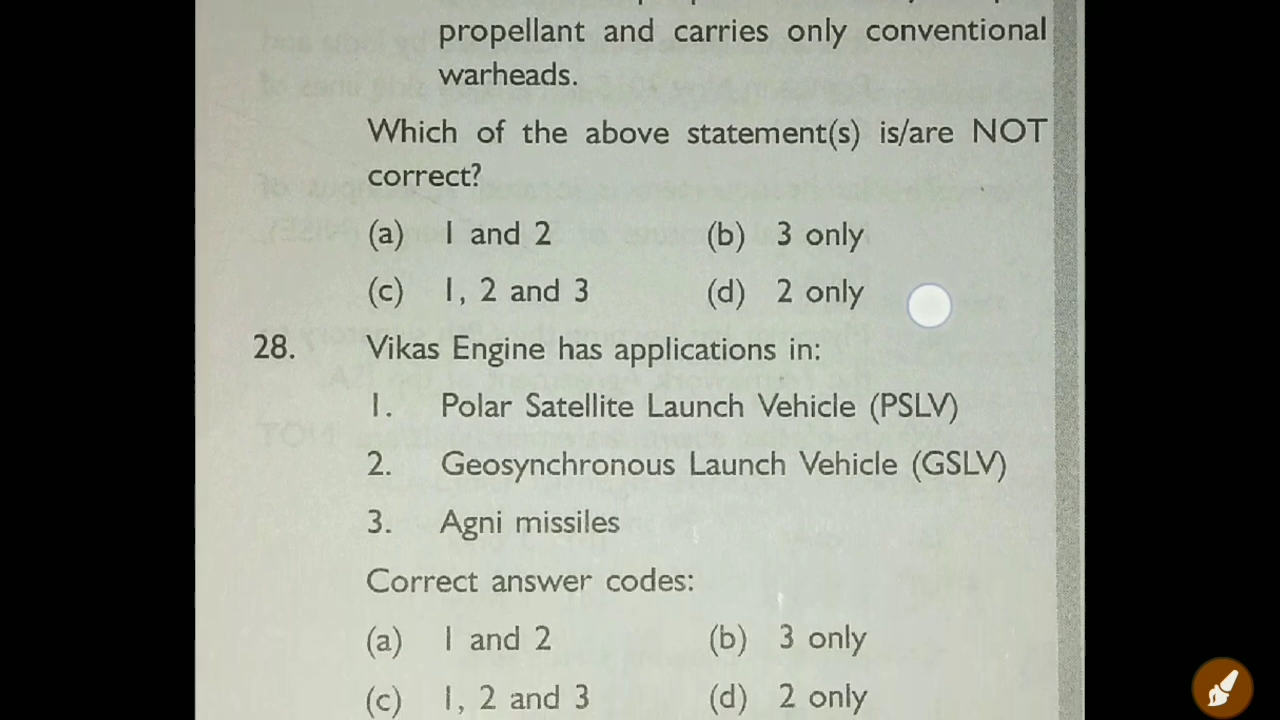 propellant and carries only conventional
warheads.
Which of the above statement(s) is/are NOT
correct?
(a) 1 and 2 (b) 3 only
(c) 1, 2 and 3 (d) 2 only
28. Vikas Engine has applications in:
1. Polar Satellite Launch Vehicle (PSLV)
2. Geosynchronous Launch Vehicle (GSLV)
3. Agni missiles
Correct answer codes:
(a) 1 and 2 (b) 3 only
(c) 1, 2 and 3 (d) 2 only